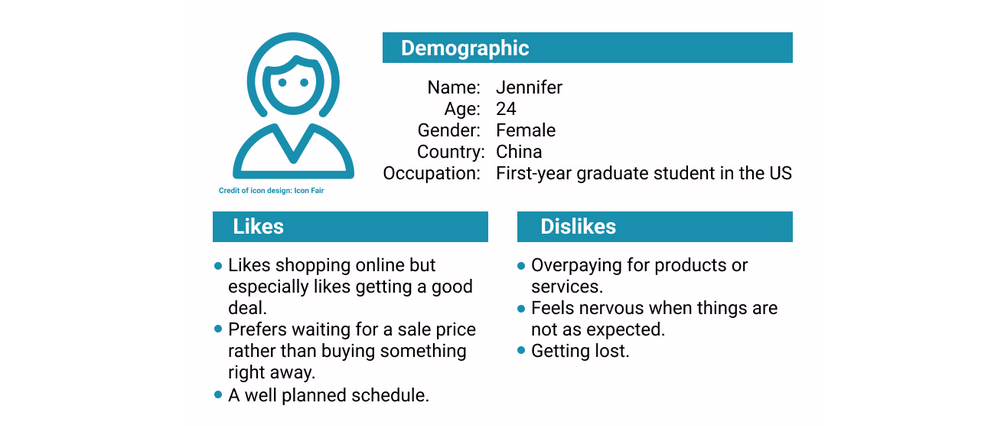 Demographic
Name: Jennifer
Age: 24
Gender: Female
Country: China
Occupation: First-year graduate student in the US
Credit of icon design: Icon Fair
Likes
Likes shopping online but
especially likes getting a good
deal.
Prefers waiting for a sale price
rather than buying something
right away.
A well planned schedule.
Dislikes
Overpaying for products or
services.
Feels nervous when things are
not as expected.
Getting lost.